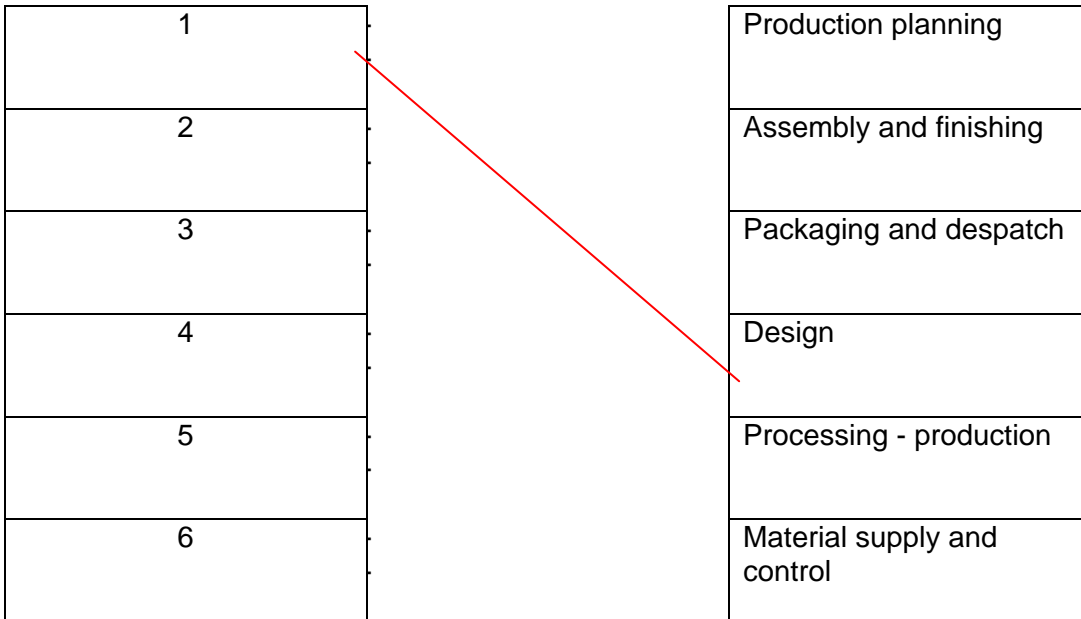 1
Production planning
2
Assembly and finishing
3
Packaging and despatch
4
Design
5
Processing - production
6
Material supply and
control